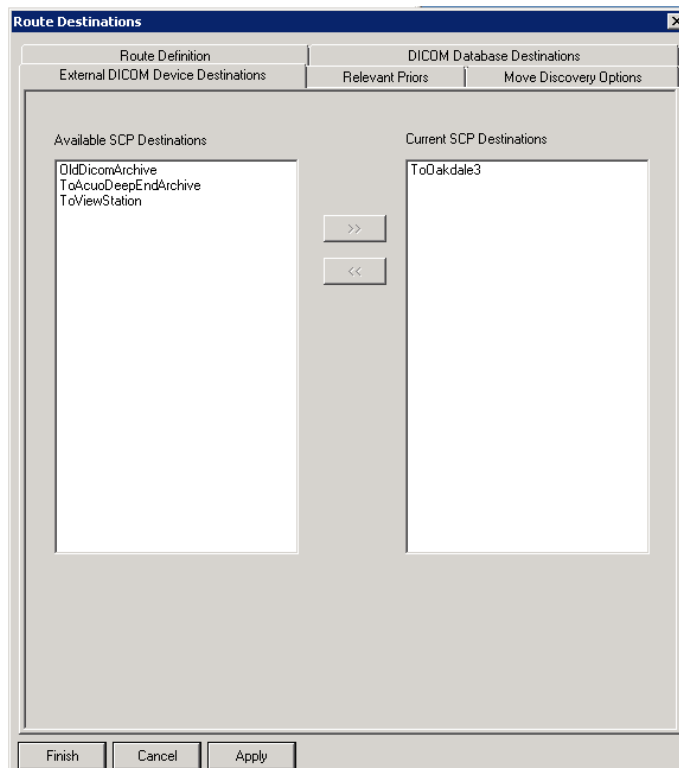 Route Destinations
Route Definition
DICOM Database Destinations
External DICOM Device Destinations
Relevant Priors
Move Discovery Options
Available SCP Destinations
Current SCP Destinations
OldDicomArchive
ToAcuoDeepEndArchive
ToViewStation
ToOakdale3
>>
<<
Finish
Cancel
Apply